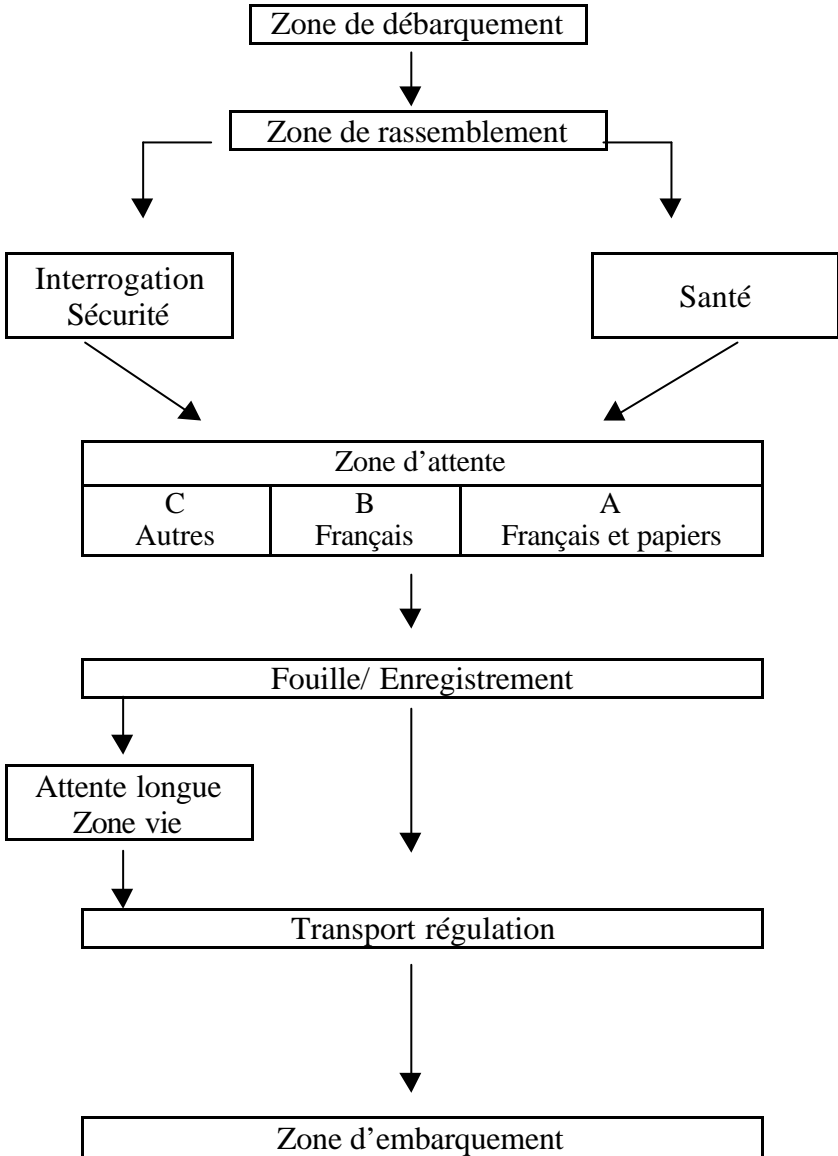 Zone de débarquement
Zone de rassemblement
Interrogation
Sécurité
Santé
Zone d'attente
C
Autres
B
Français
A
Français et papiers
Fouille/ Enregistrement
Attente longue
Zone vie
Transport régulation
Zone d'embarquement